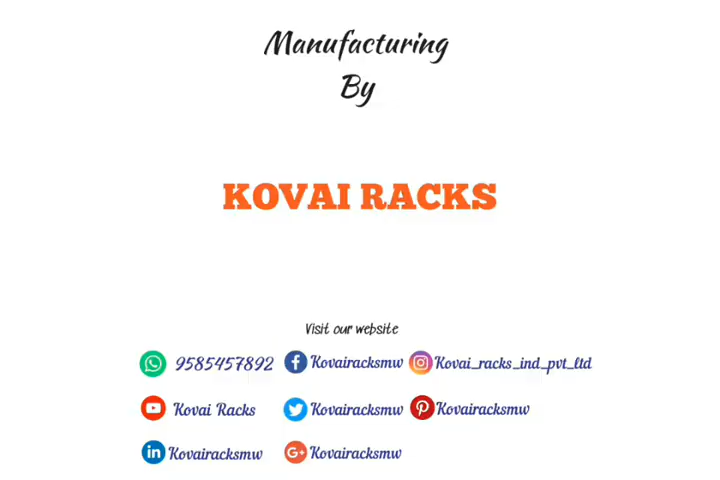 Manufacturing
By
KOVAI RACKS
Visit our website
9585457892 Kovairacksmw Kovai_racks_ind_pvt_ltd
Kovai Racks Kovairacksmw Kovairacksmw
Kovairacksmw Kovairacksmw